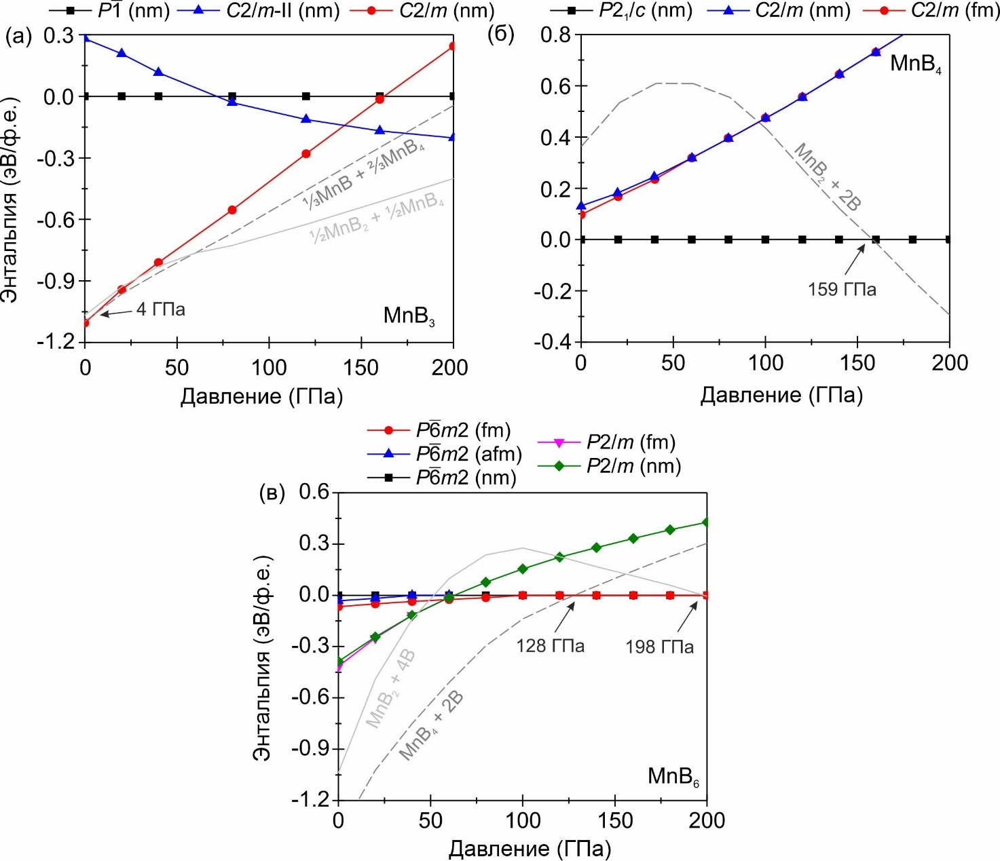 P1̅ (nm) C2/m-II (nm) C2/m (nm)
(а)
0.3
0.0
-0.3
-0.6
-0.9
-1.2
Энтальпия (эВ/ф.е.)
⅓MnB + ⅔MnB₄
½MnB₂ + ½MnB₄
4 ГПа
MnB₃
0 50 100 150 200
Давление (ГПа)
P2₁/c (nm) C2/m (nm) C2/m (fm)
(б)
0.8
0.6
0.4
0.2
0.0
-0.2
-0.4
MnB₄
MnB₂ + 2B
159 ГПа
0 50 100 150 200
Давление (ГПа)
P6̅m2 (fm)
P6̅m2 (afm)
P6̅m2 (nm)
P2/m (fm)
P2/m (nm)
(в)
0.6
0.3
0.0
-0.3
-0.6
-0.9
-1.2
Энтальпия (эВ/ф.е.)
MnB₂ + 4B
MnB₄ + 2B
128 ГПа
198 ГПа
MnB₆
0 50 100 150 200
Давление (ГПа)